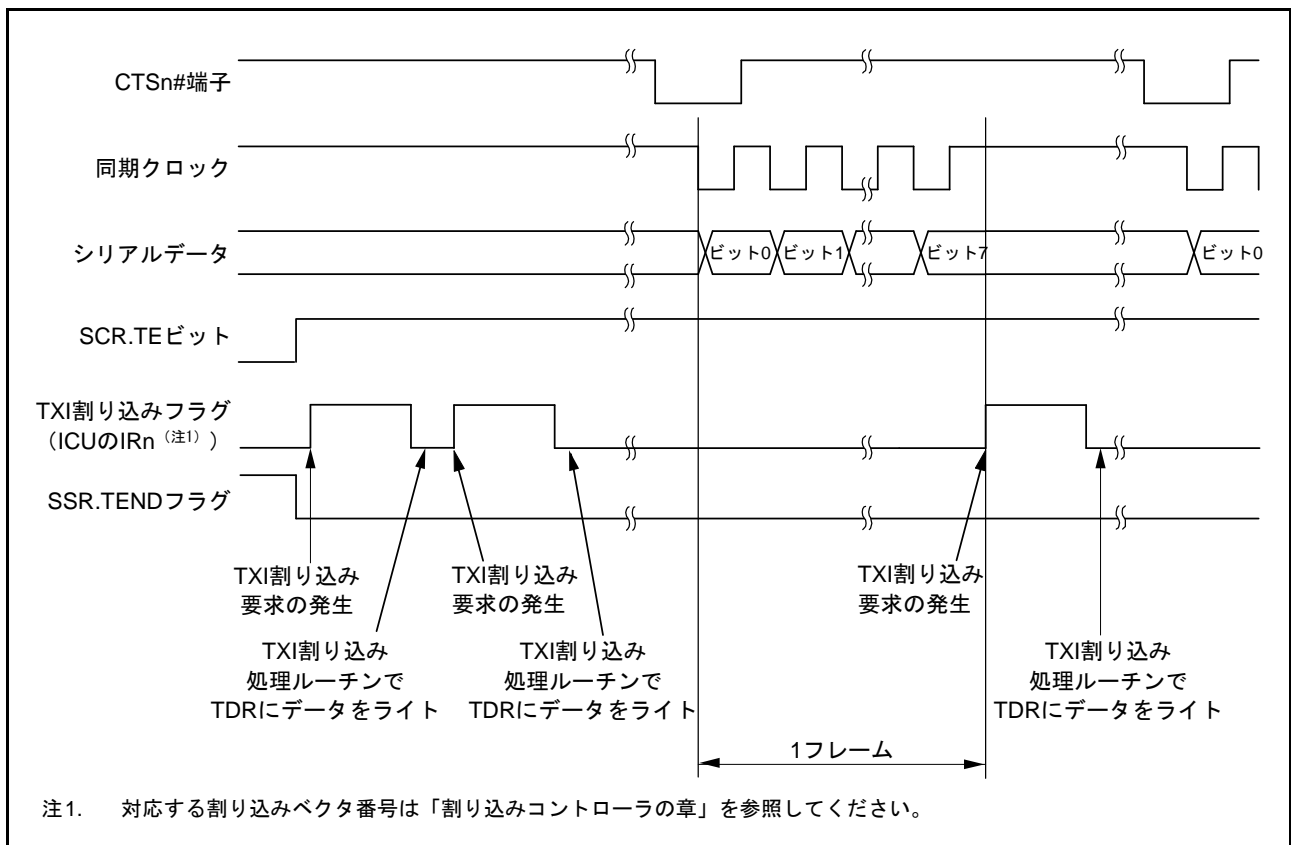 CTSn#端子
同期クロック
シリアルデータ
ビット0
ビット1
ビット7
ビット0
SCR.TEビット
TXI割り込みフラグ
(ICUのIRn(注1))
SSR.TENDフラグ
TXI割り込み
要求の発生
TXI割り込み
要求の発生
TXI割り込み
要求の発生
TXI割り込み
処理ルーチンで
TDRにデータをライト
TXI割り込み
処理ルーチンで
TDRにデータをライト
TXI割り込み
処理ルーチンで
TDRにデータをライト
1フレーム
注1. 対応する割り込みベクタ番号は「割り込みコントローラの章」を参照してください。